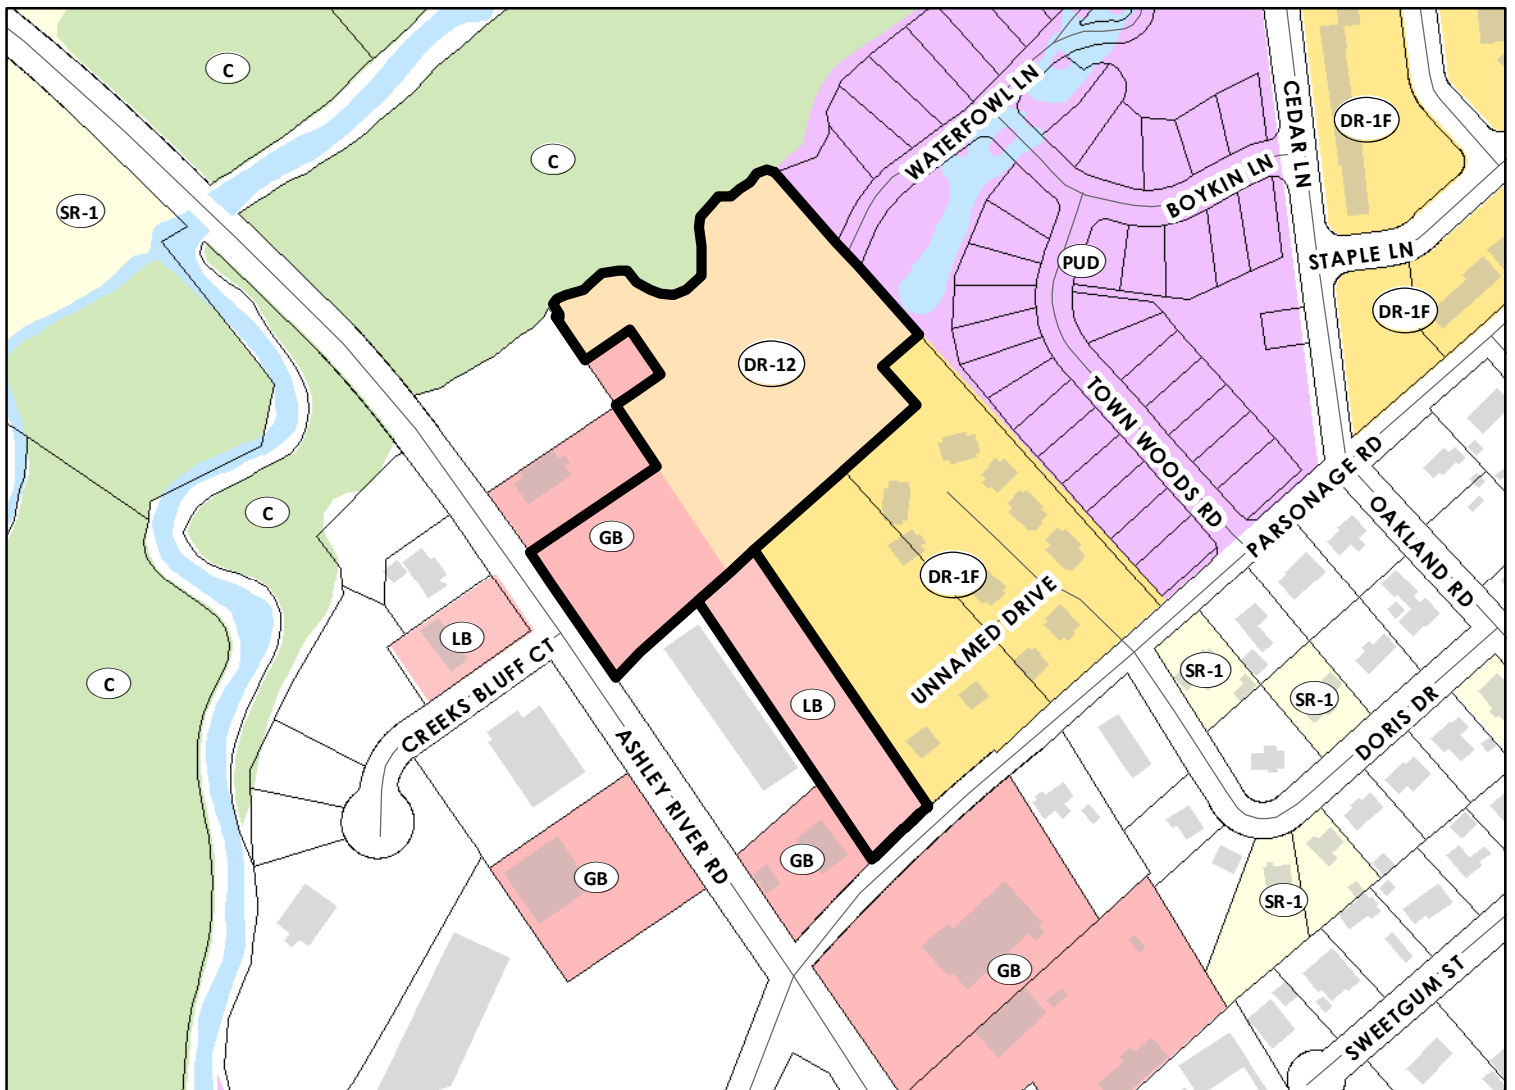 C
WATERFOWL LN
CEDAR LN
DR-1F
C
BOYKIN LN
SR-1
STAPLE LN
PUD
DR-1F
DR-12
TOWN WOODS RD
PARSONAGE RD
OAKLAND RD
C
GB
DR-1F
UNNAMED DRIVE
LB
CREEKS BLUFF CT
SR-1
SR-1
C
LB
DORIS DR
ASHLEY RIVER RD
GB
GB
SR-1
GB
SWEETGUM ST